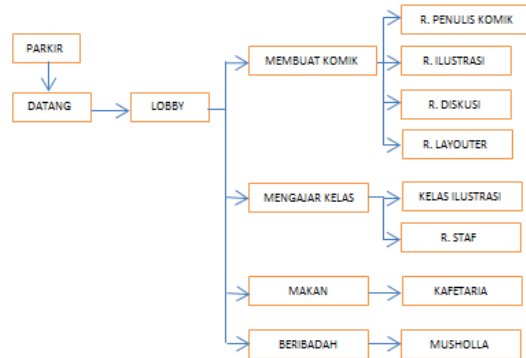 PARKIR
DATANG
LOBBY
MEMBUAT KOMIK
R. PENULIS KOMIK
R. ILUSTRASI
R. DISKUSI
R. LAYOUTER
MENGAJAR KELAS
KELAS ILUSTRASI
R. STAF
MAKAN
KAFETARIA
BERIBADAH
MUSHOLLA